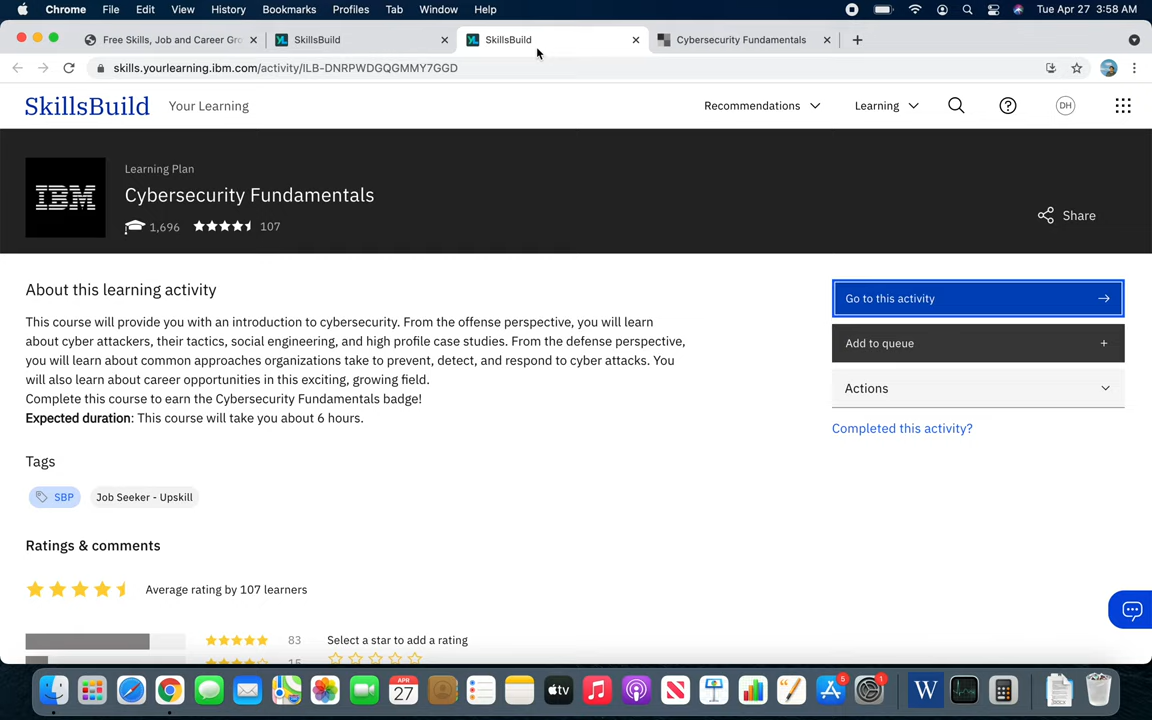 Chrome File Edit View History Bookmarks Profiles Tab Window Help Tue Apr 27 3:58 AM
Free Skills, Job and Career Gro SkillsBuild SkillsBuild Cybersecurity Fundamentals
skills.yourlearning.ibm.com/activity/ILB-DNRPWDGQGMMY7GGD
SkillsBuild Your Learning Recommendations Learning DH
IBM
Learning Plan
Cybersecurity Fundamentals
1,696 107
Share
About this learning activity
This course will provide you with an introduction to cybersecurity. From the offense perspective, you will learn
about cyber attackers, their tactics, social engineering, and high profile case studies. From the defense perspective,
you will learn about common approaches organizations take to prevent, detect, and respond to cyber attacks. You
will also learn about career opportunities in this exciting, growing field.
Complete this course to earn the Cybersecurity Fundamentals badge!
Expected duration: This course will take you about 6 hours.
Go to this activity
Add to queue
Actions
Completed this activity?
Tags
SBP Job Seeker - Upskill
Ratings & comments
Average rating by 107 learners
83 Select a star to add a rating
15
APR
27
tv
5
1
W